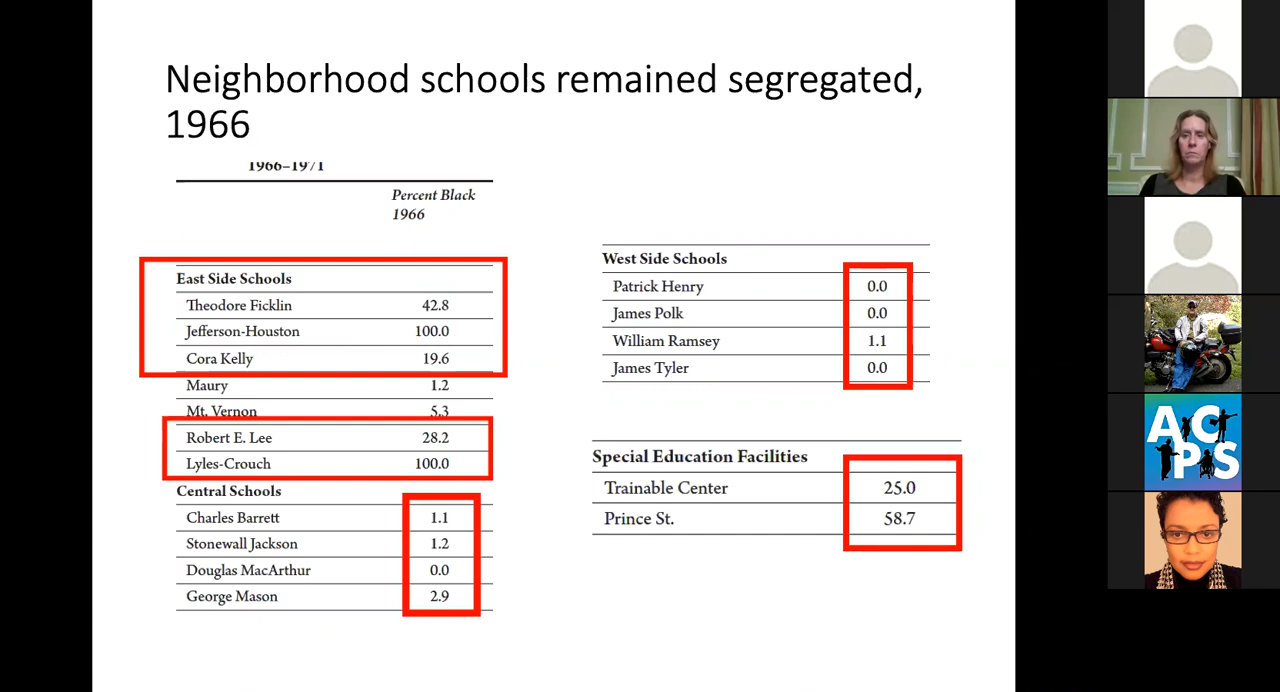 Neighborhood schools remained segregated,
1966
1966–1971
Percent Black
1966
East Side Schools
Theodore Ficklin 42.8
Jefferson-Houston 100.0
Cora Kelly 19.6
Maury 1.2
Mt. Vernon 5.3
Robert E. Lee 28.2
Lyles-Crouch 100.0
Central Schools
Charles Barrett 1.1
Stonewall Jackson 1.2
Douglas MacArthur 0.0
George Mason 2.9
West Side Schools
Patrick Henry 0.0
James Polk 0.0
William Ramsey 1.1
James Tyler 0.0
Special Education Facilities
Trainable Center 25.0
Prince St. 58.7
AC
PS